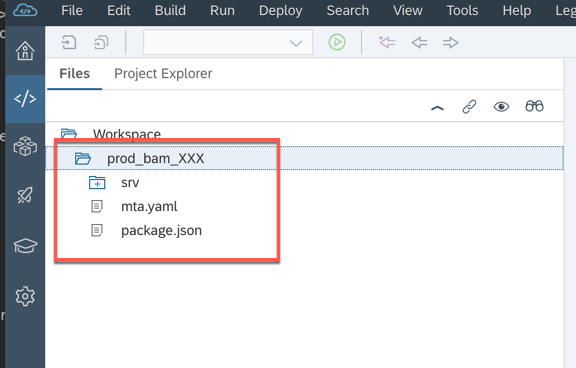 File Edit Build Run Deploy Search View Tools Help Leg
Files Project Explorer
Workspace
prod_bam_XXX
srv
mta.yaml
package.json